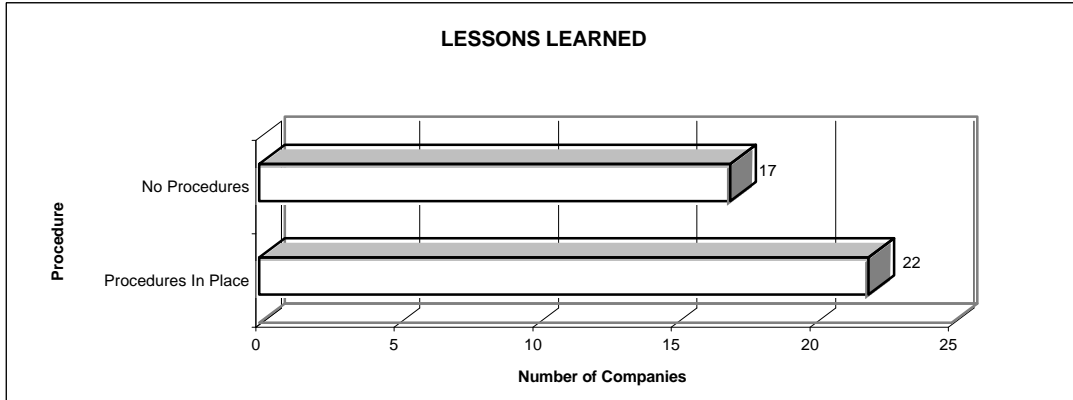 LESSONS LEARNED
Procedure
No Procedures
17
Procedures In Place
22
0 5 10 15 20 25
Number of Companies